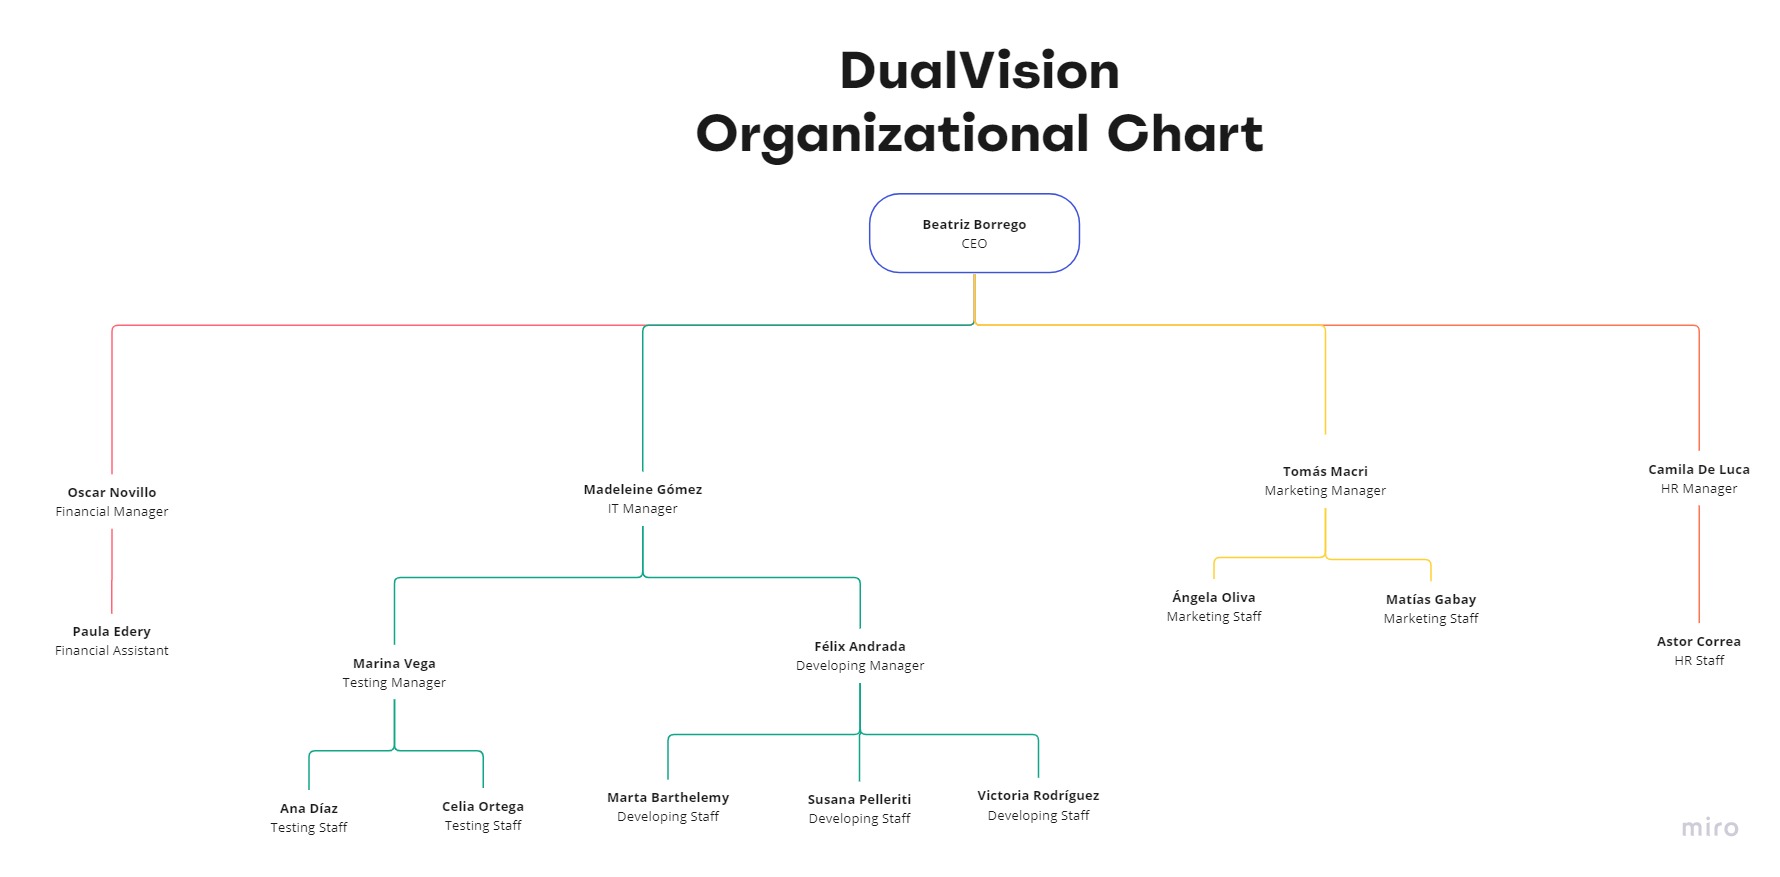 DualVision
Organizational Chart
Beatriz Borrego
CEO
Oscar Novillo
Financial Manager
Paula Edery
Financial Assistant
Madeleine Gómez
IT Manager
Marina Vega
Testing Manager
Ana Díaz
Testing Staff
Celia Ortega
Testing Staff
Félix Andrada
Developing Manager
Marta Barthelemy
Developing Staff
Susana Pelleriti
Developing Staff
Victoria Rodríguez
Developing Staff
Tomás Macri
Marketing Manager
Ángela Oliva
Marketing Staff
Matías Gabay
Marketing Staff
Camila De Luca
HR Manager
Astor Correa
HR Staff
miro